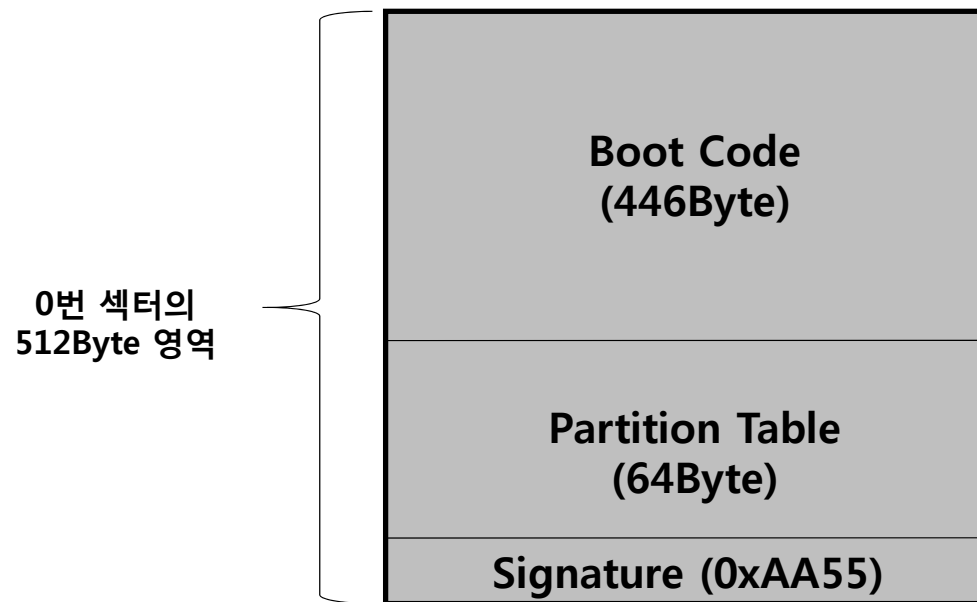 Boot Code
(446Byte)
0번 섹터의
512Byte 영역
Partition Table
(64Byte)
Signature (0xAA55)